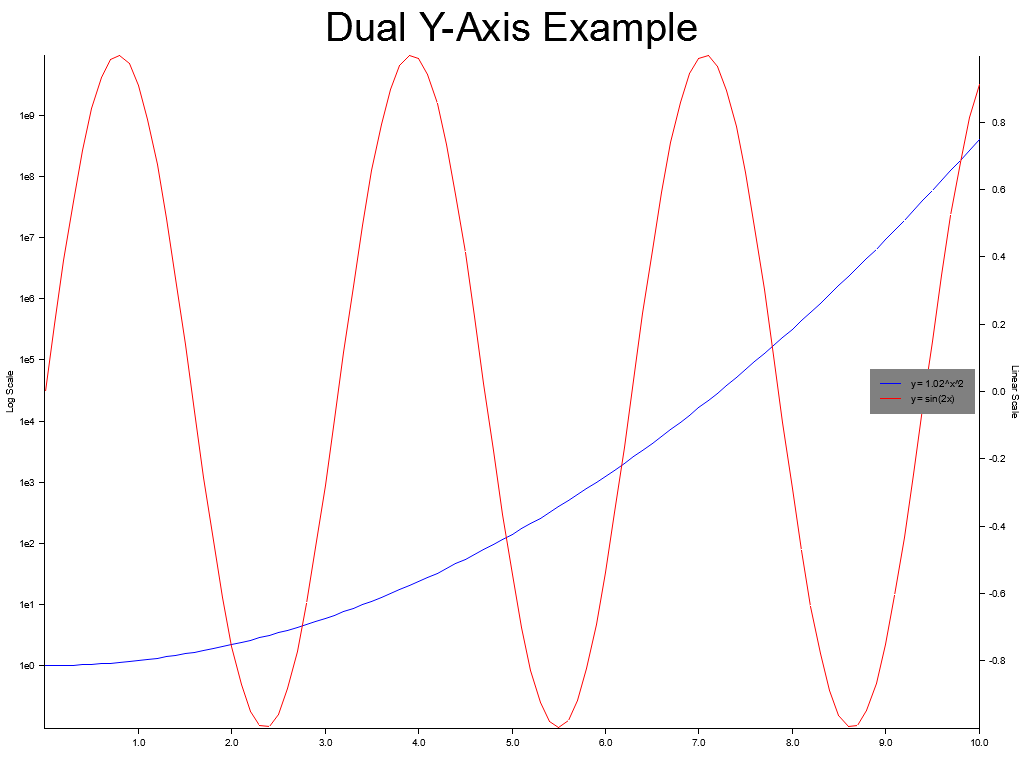 Dual Y-Axis Example
1e9
1e8
1e7
1e6
1e5
1e4
1e3
1e2
1e1
1e0
Log Scale
0.8
0.6
0.4
0.2
0.0
-0.2
-0.4
-0.6
-0.8
Linear Scale
y = 1.02^x^2
y = sin(2x)
1.0 2.0 3.0 4.0 5.0 6.0 7.0 8.0 9.0 10.0